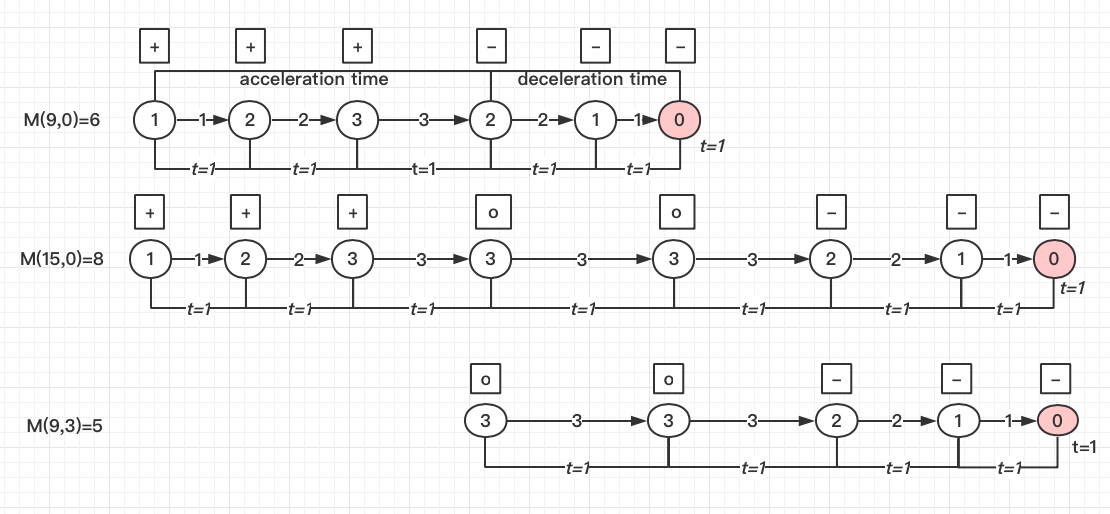 + + + − − −
acceleration time deceleration time
M(9,0)=6 1 1 2 2 3 3 2 2 1 1 0
t=1
t=1 t=1 t=1 t=1 t=1
+ + + o o − − −
M(15,0)=8 1 1 2 2 3 3 3 3 3 3 2 2 1 1 0
t=1
t=1 t=1 t=1 t=1 t=1 t=1 t=1
o o − − −
M(9,3)=5 3 3 3 3 2 2 1 1 0
t=1
t=1 t=1 t=1 t=1